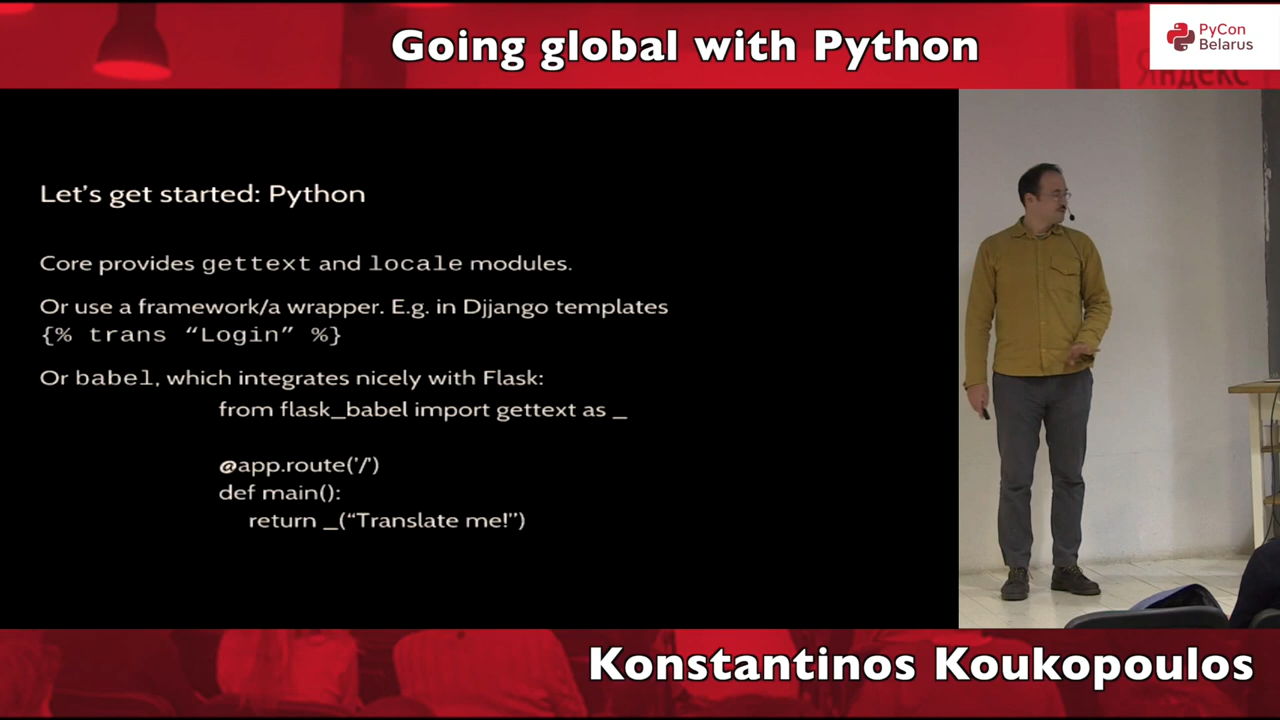 Going global with Python
PyCon
Belarus
Яндекс
Let's get started: Python
Core provides gettext and locale modules.
Or use a framework/a wrapper. E.g. in Djjango templates
{% trans “Login” %}
Or babel, which integrates nicely with Flask:
from flask_babel import gettext as _
@app.route('/')
def main():
return _(“Translate me!”)
Konstantinos Koukopoulos